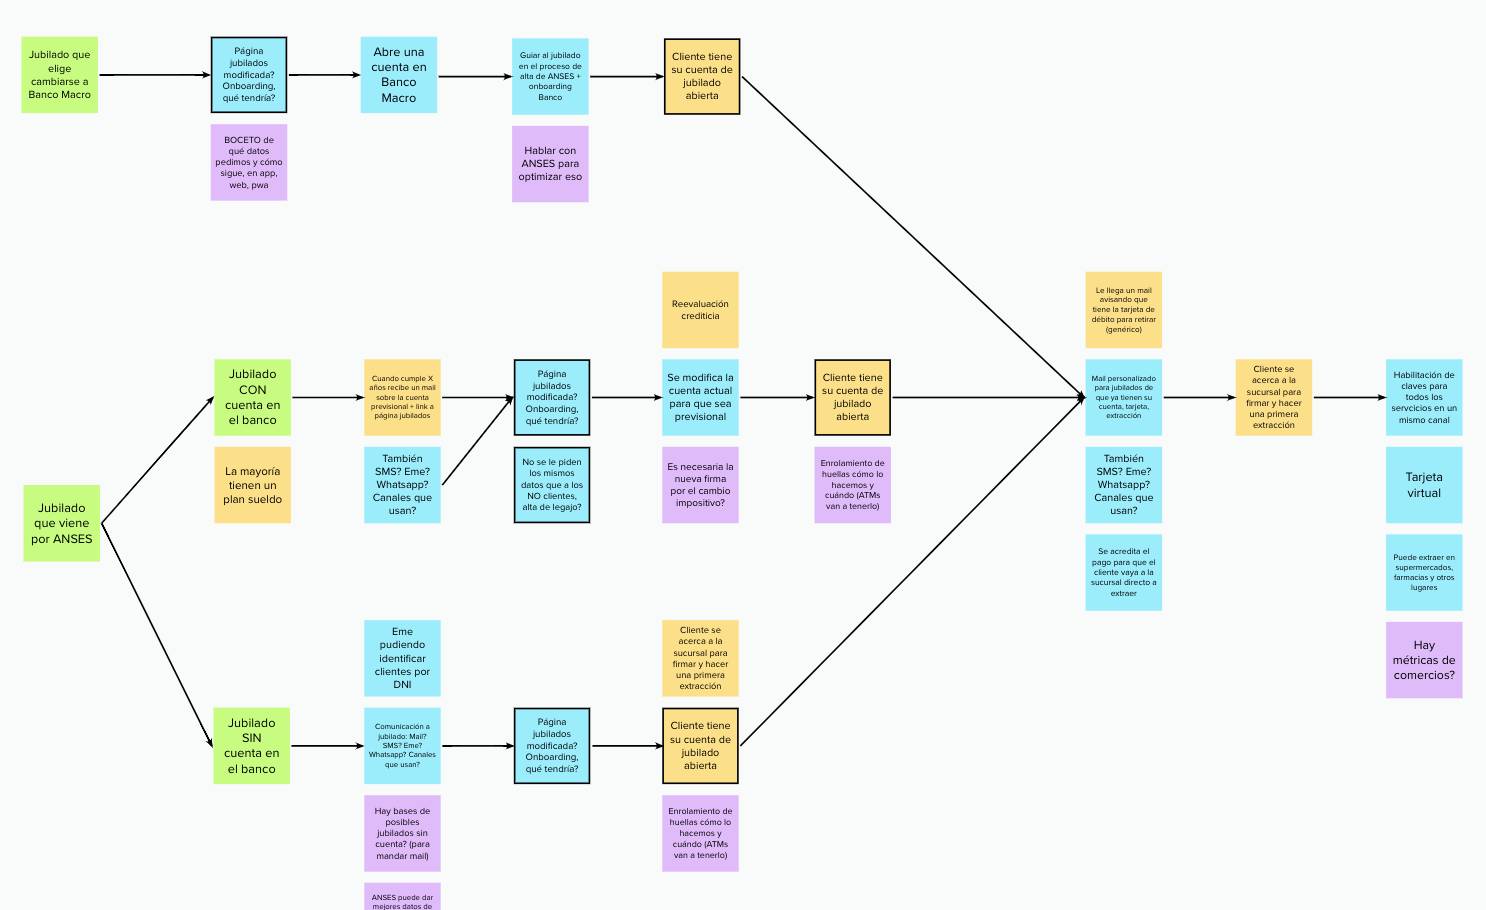 Jubilado que
elige
cambiarse a
Banco Macro
Página
jubilados
modificada?
Onboarding,
qué tendría?
Abre una
cuenta en
Banco
Macro
Guiar al jubilado
en el proceso de
alta de ANSES +
onboarding
Banco
Cliente tiene
su cuenta de
jubilado
abierta
BOCETO de
qué datos
pedimos y cómo
sigue, en app,
web, pwa
Hablar con
ANSES para
optimizar eso
Jubilado
que viene
por ANSES
Jubilado
CON
cuenta en
el banco
La mayoría
tienen un
plan sueldo
Cuando cumple X
años recibe un mail
sobre la cuenta
previsional + link a
página jubilados
También
SMS? Eme?
Whatsapp?
Canales que
usan?
Página
jubilados
modificada?
Onboarding,
qué tendría?
No se le piden
los mismos
datos que a los
NO clientes,
alta de legajo?
Reevaluación
crediticia
Se modifica la
cuenta actual
para que sea
previsional
Es necesaria la
nueva firma
por el cambio
impositivo?
Cliente tiene
su cuenta de
jubilado
abierta
Enrolamiento de
huellas cómo lo
hacemos y
cuándo (ATMs
van a tenerlo)
Jubilado
SIN
cuenta en
el banco
Eme
pudiendo
identificar
clientes por
DNI
Comunicación a
jubilado: Mail?
SMS? Eme?
Whatsapp? Canales
que usan?
Hay bases de
posibles
jubilados sin
cuenta? (para
mandar mail)
ANSES puede dar
mejores datos de
Página
jubilados
modificada?
Onboarding,
qué tendría?
Cliente se
acerca a la
sucursal para
firmar y hacer
una primera
extracción
Cliente tiene
su cuenta de
jubilado
abierta
Enrolamiento de
huellas cómo lo
hacemos y
cuándo (ATMs
van a tenerlo)
Le llega un mail
avisando que
tiene la tarjeta de
débito para retirar
(genérico)
Mail personalizado
para jubilados de
que ya tienen su
cuenta, tarjeta,
extracción
También
SMS? Eme?
Whatsapp?
Canales que
usan?
Se acredita el
pago para que el
cliente vaya a la
sucursal directo a
extraer
Cliente se
acerca a la
sucursal para
firmar y hacer
una primera
extracción
Habilitación de
claves para
todos los
servcicios en un
mismo canal
Tarjeta
virtual
Puede extraer en
supermercados,
farmacias y otros
lugares
Hay
métricas de
comercios?